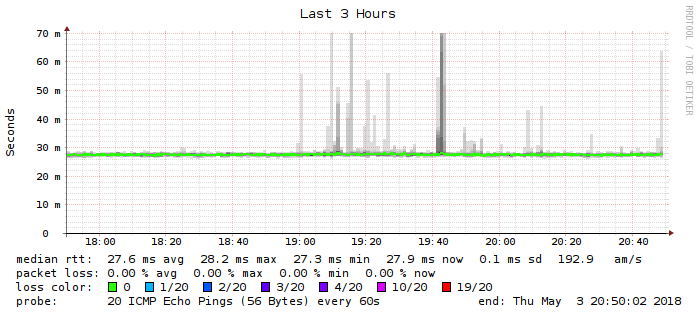 Last 3 Hours
RRDTOOL / TOBI OETIKER
Seconds
70 m
60 m
50 m
40 m
30 m
20 m
10 m
0
18:00 18:20 18:40 19:00 19:20 19:40 20:00 20:20 20:40
median rtt: 27.6 ms avg 28.2 ms max 27.3 ms min 27.9 ms now 0.1 ms sd 192.9 am/s
packet loss: 0.00 % avg 0.00 % max 0.00 % min 0.00 % now
loss color: 0 1/20 2/20 3/20 4/20 10/20 19/20
probe: 20 ICMP Echo Pings (56 Bytes) every 60s end: Thu May 3 20:50:02 2018